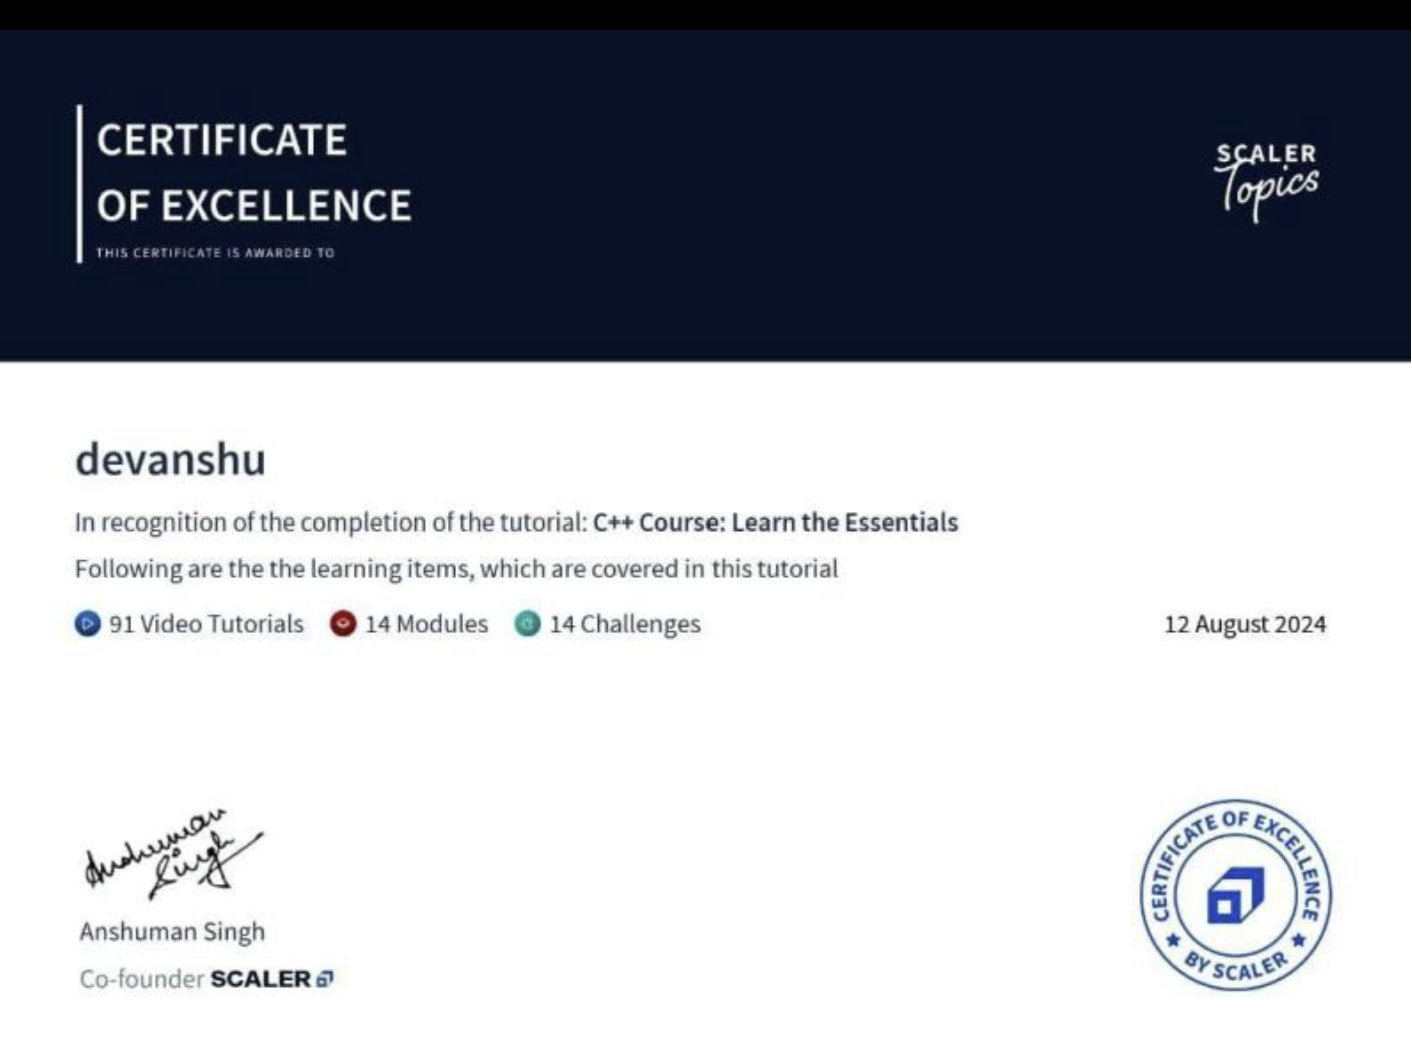 CERTIFICATE
OF EXCELLENCE
THIS CERTIFICATE IS AWARDED TO
SCALER
Topics
devanshu
In recognition of the completion of the tutorial: C++ Course: Learn the Essentials
Following are the the learning items, which are covered in this tutorial
91 Video Tutorials 14 Modules 14 Challenges
12 August 2024
Anshuman
Singh
Anshuman Singh
Co-founder SCALER
CERTIFICATE OF EXCELLENCE
BY SCALER